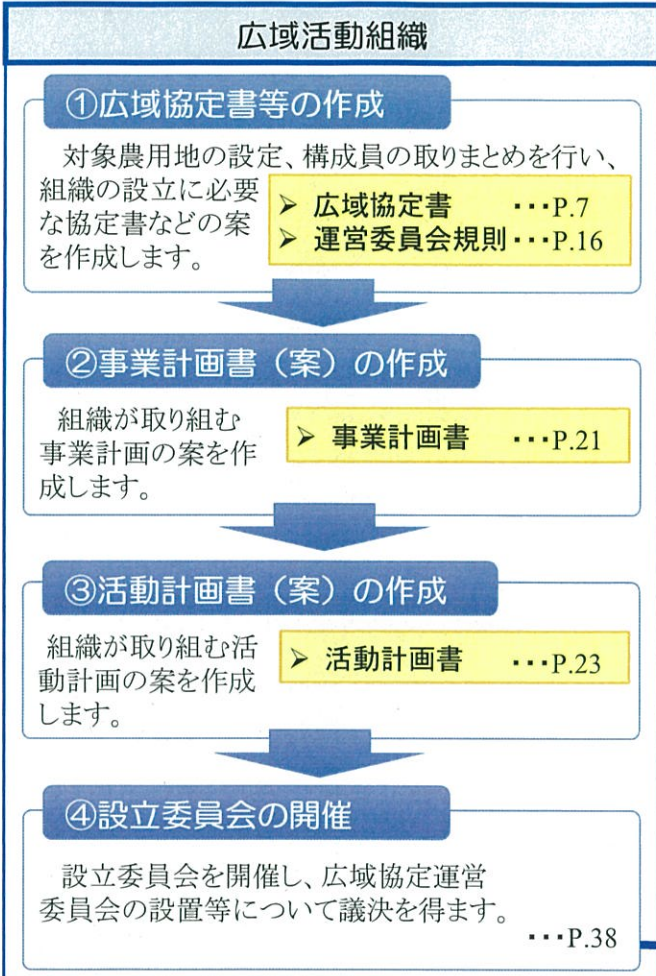 広域活動組織
①広域協定書等の作成
対象農用地の設定、構成員の取りまとめを行い、
組織の設立に必要
な協定書などの案
を作成します。
➢ 広域協定書 ・・・P.7
➢ 運営委員会規則・・・P.16
②事業計画書（案）の作成
組織が取り組む
事業計画の案を作
成します。
➢ 事業計画書 ・・・P.21
③活動計画書（案）の作成
組織が取り組む活
動計画の案を作成
します。
➢ 活動計画書 ・・・P.23
④設立委員会の開催
設立委員会を開催し、広域協定運営
委員会の設置等について議決を得ます。
・・・P.38